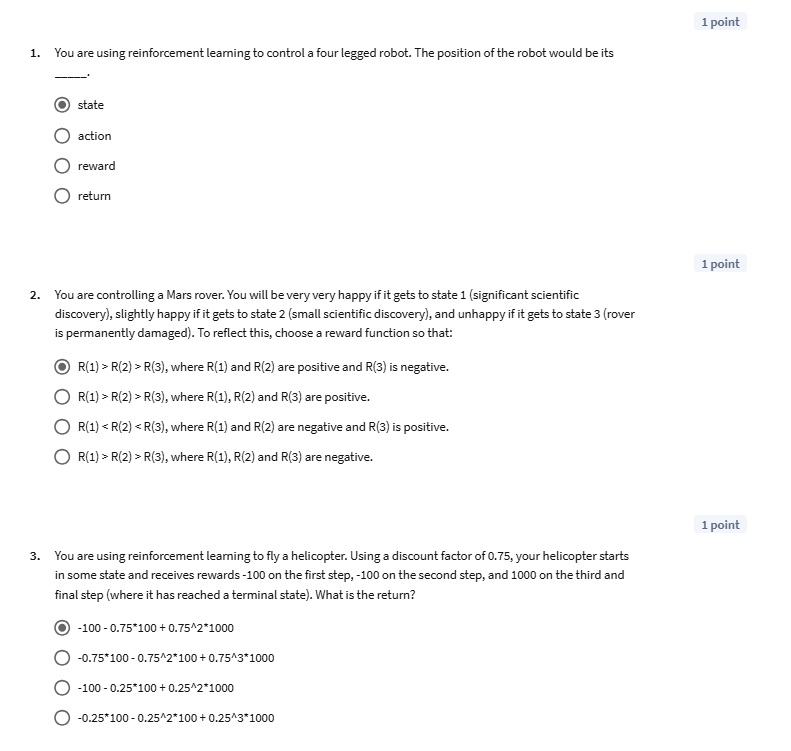 1 point
1. You are using reinforcement learning to control a four legged robot. The position of the robot would be its
_____.
state
action
reward
return
1 point
2. You are controlling a Mars rover. You will be very very happy if it gets to state 1 (significant scientific
discovery), slightly happy if it gets to state 2 (small scientific discovery), and unhappy if it gets to state 3 (rover
is permanently damaged). To reflect this, choose a reward function so that:
R(1) > R(2) > R(3), where R(1) and R(2) are positive and R(3) is negative.
R(1) > R(2) > R(3), where R(1), R(2) and R(3) are positive.
R(1) < R(2) < R(3), where R(1) and R(2) are negative and R(3) is positive.
R(1) > R(2) > R(3), where R(1), R(2) and R(3) are negative.
1 point
3. You are using reinforcement learning to fly a helicopter. Using a discount factor of 0.75, your helicopter starts
in some state and receives rewards -100 on the first step, -100 on the second step, and 1000 on the third and
final step (where it has reached a terminal state). What is the return?
-100 - 0.75*100 + 0.75^2*1000
-0.75*100 - 0.75^2*100 + 0.75^3*1000
-100 - 0.25*100 + 0.25^2*1000
-0.25*100 - 0.25^2*100 + 0.25^3*1000